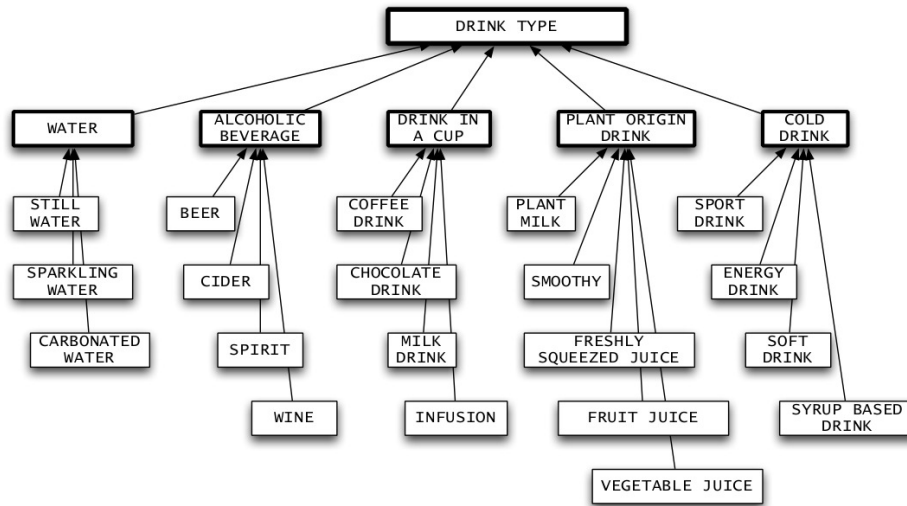 DRINK TYPE
WATER
ALCOHOLIC
BEVERAGE
DRINK IN
A CUP
PLANT ORIGIN
DRINK
COLD
DRINK
STILL
WATER
BEER
COFFEE
DRINK
PLANT
MILK
SPORT
DRINK
SPARKLING
WATER
CIDER
CHOCOLATE
DRINK
SMOOTHY
ENERGY
DRINK
CARBONATED
WATER
SPIRIT
MILK
DRINK
FRESHLY
SQUEEZED JUICE
SOFT
DRINK
WINE
INFUSION
FRUIT JUICE
SYRUP BASED
DRINK
VEGETABLE JUICE